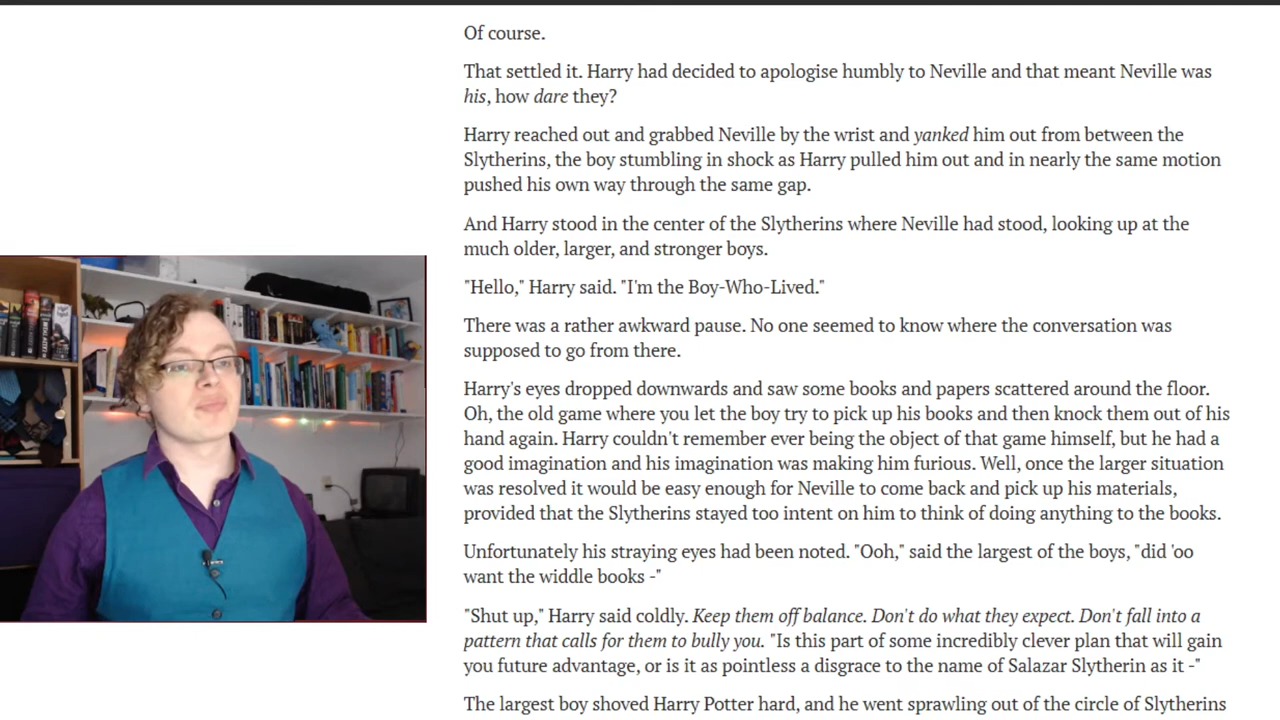 Of course.
That settled it. Harry had decided to apologise humbly to Neville and that meant Neville was
his, how dare they?
Harry reached out and grabbed Neville by the wrist and yanked him out from between the
Slytherins, the boy stumbling in shock as Harry pulled him out and in nearly the same motion
pushed his own way through the same gap.
And Harry stood in the center of the Slytherins where Neville had stood, looking up at the
much older, larger, and stronger boys.
"Hello," Harry said. "I'm the Boy-Who-Lived."
There was a rather awkward pause. No one seemed to know where the conversation was
supposed to go from there.
Harry's eyes dropped downwards and saw some books and papers scattered around the floor.
Oh, the old game where you let the boy try to pick up his books and then knock them out of his
hand again. Harry couldn't remember ever being the object of that game himself, but he had a
good imagination and his imagination was making him furious. Well, once the larger situation
was resolved it would be easy enough for Neville to come back and pick up his materials,
provided that the Slytherins stayed too intent on him to think of doing anything to the books.
Unfortunately his straying eyes had been noted. "Ooh," said the largest of the boys, "did 'oo
want the widdle books -"
"Shut up," Harry said coldly. Keep them off balance. Don't do what they expect. Don't fall into a
pattern that calls for them to bully you. "Is this part of some incredibly clever plan that will gain
you future advantage, or is it as pointless a disgrace to the name of Salazar Slytherin as it -"
The largest boy shoved Harry Potter hard, and he went sprawling out of the circle of Slytherins